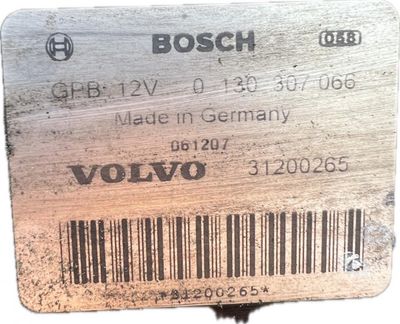 BOSCH 058
GPB 12V 0 130 307 066
Made in Germany
061207
VOLVO 31200265
*31200265*